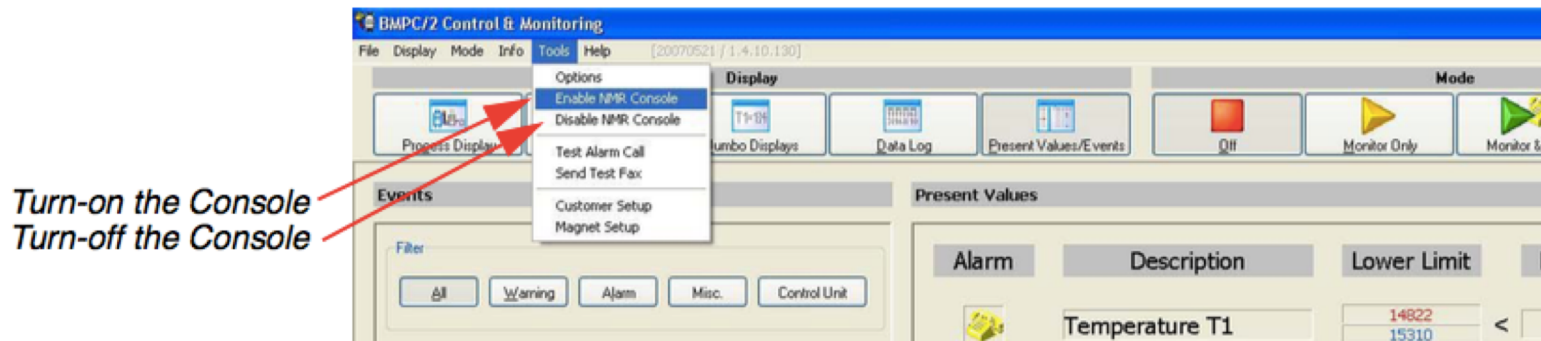 BMPC/2 Control & Monitoring
File Display Mode Info Tools Help [20070521 / 1.4.10.130]
Options
Enable NMR Console
Disable NMR Console
Test Alarm Call
Send Test Fax
Customer Setup
Magnet Setup
Display
Mode
Process Display
Jumbo Displays
Data Log
Present Values/Events
Off
Monitor Only
Monitor &
Turn-on the Console
Turn-off the Console
Events
Filter
All Warning Alarm Misc. Control Unit
Present Values
Alarm Description Lower Limit
Temperature T1
14822
15310
<